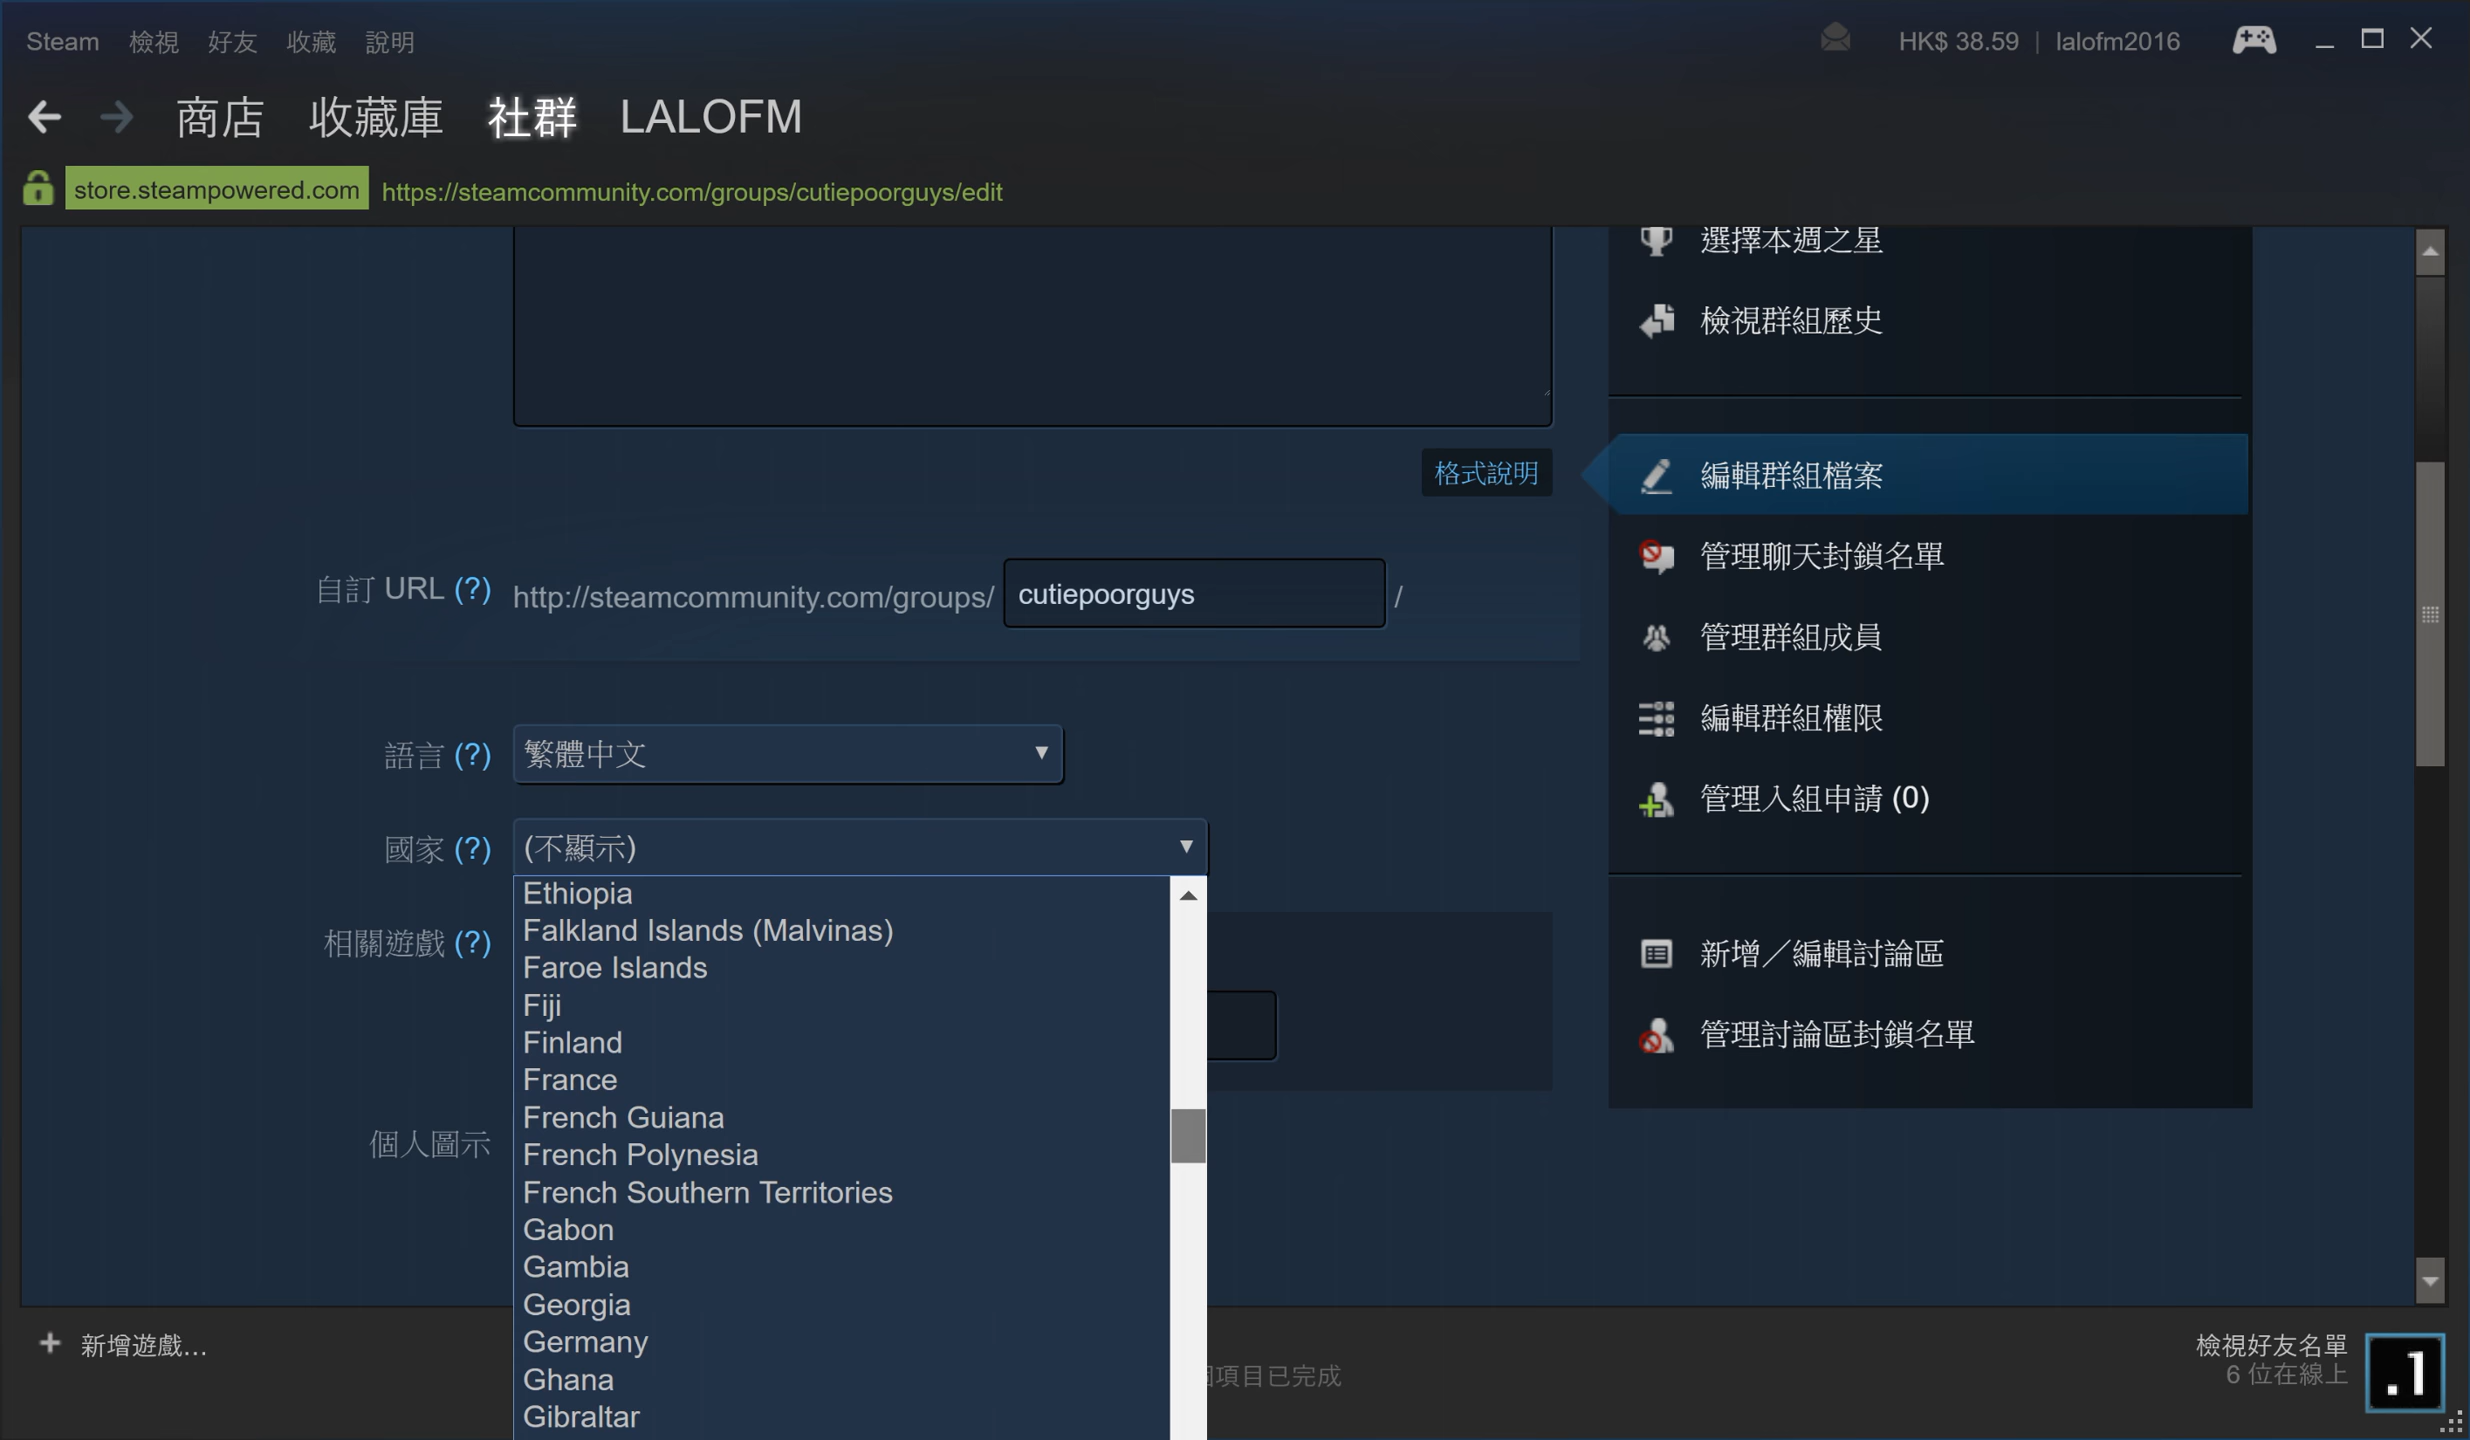 Steam 檢視 好友 收藏 說明
HK$ 38.59 | lalofm2016
商店 收藏庫 社群 LALOFM
store.steampowered.com https://steamcommunity.com/groups/cutiepoorguys/edit
選擇本週之星
檢視群組歷史
格式說明
編輯群組檔案
管理聊天封鎖名單
自訂 URL (?) http://steamcommunity.com/groups/ cutiepoorguys /
管理群組成員
編輯群組權限
語言 (?) 繁體中文
管理入組申請 (0)
國家 (?) (不顯示)
Ethiopia
Falkland Islands (Malvinas)
相關遊戲 (?)
新增／編輯討論區
Faroe Islands
Fiji
管理討論區封鎖名單
Finland
France
French Guiana
個人圖示
French Polynesia
French Southern Territories
Gabon
Gambia
Georgia
Germany
Ghana
Gibraltar
+ 新增遊戲...
項目已完成
檢視好友名單
6 位在線上
.1